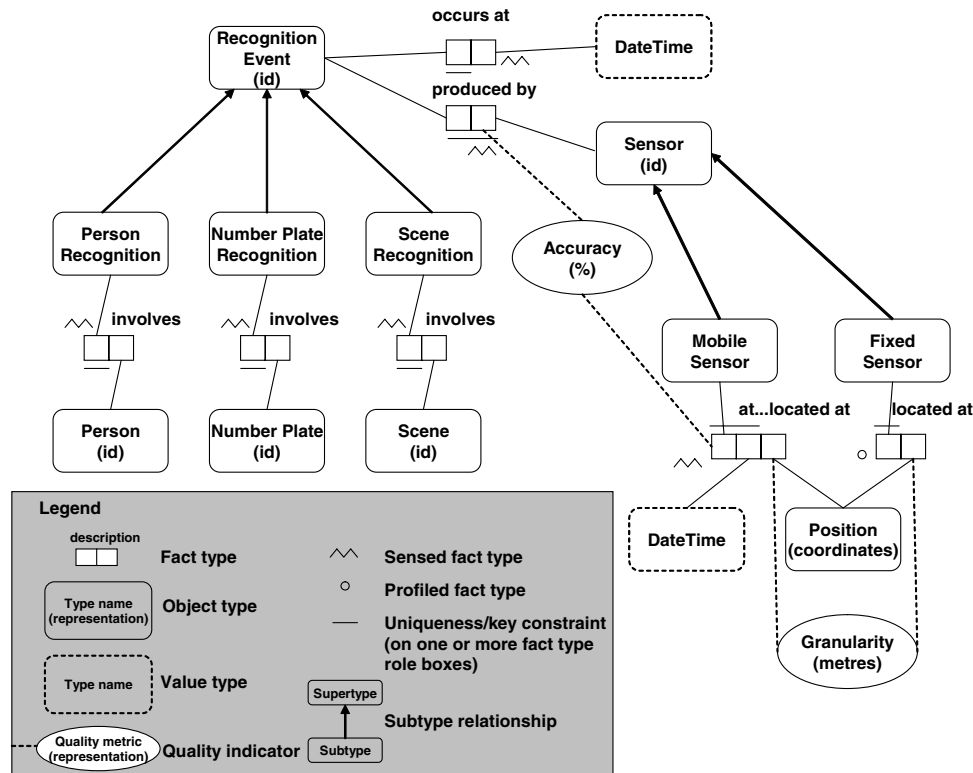 occurs at
Recognition
Event
(id)
DateTime
produced by
Sensor
(id)
Person
Recognition
Number Plate
Recognition
Scene
Recognition
Accuracy
(%)
involves
involves
involves
Mobile
Sensor
Fixed
Sensor
at...located at
located at
Person
(id)
Number Plate
(id)
Scene
(id)
DateTime
Position
(coordinates)
Granularity
(metres)
Legend
description
Fact type
Type name
(representation)
Object type
Type name
Value type
Quality metric
(representation)
Quality indicator
Sensed fact type
Profiled fact type
Uniqueness/key constraint
(on one or more fact type
role boxes)
Supertype
Subtype relationship
Subtype